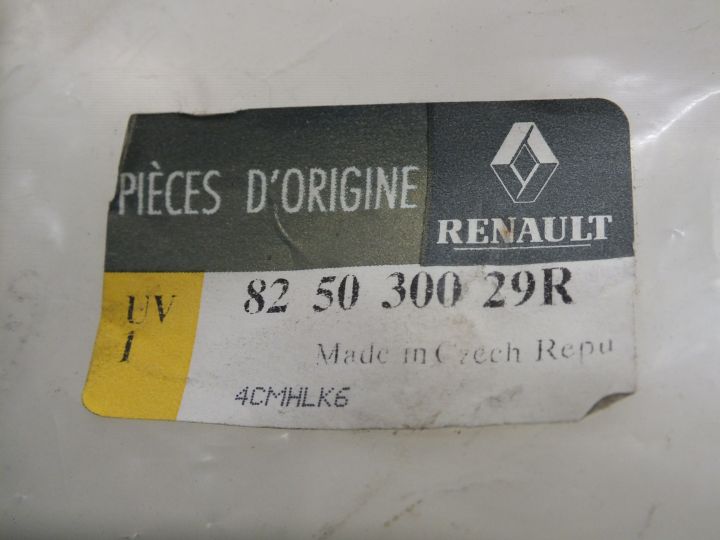 PIÈCES D'ORIGINE
RENAULT
UV
1
82 50 300 29R
Made in Czech Repu
4CMHLK6